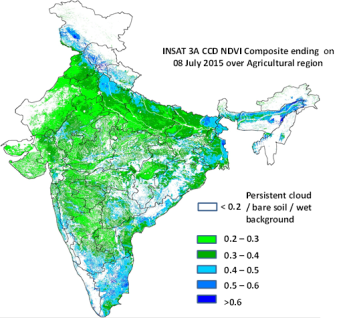 INSAT 3A CCD NDVI Composite ending on
08 July 2015 over Agricultural region
< 0.2
Persistent cloud
/ bare soil / wet
background
0.2 – 0.3
0.3 – 0.4
0.4 – 0.5
0.5 – 0.6
>0.6